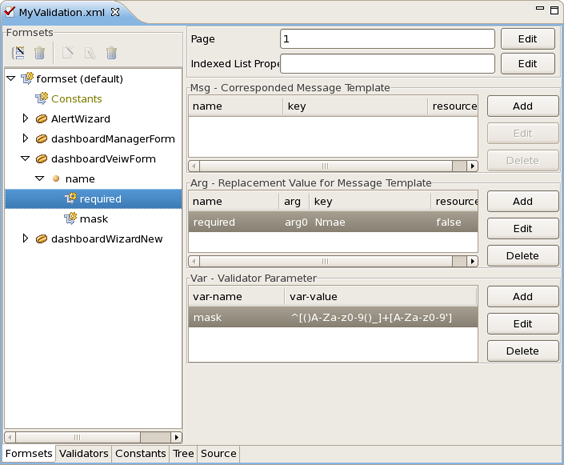 MyValidation.xml
Formsets
formset (default)
Constants
AlertWizard
dashboardManagerForm
dashboardVeiwForm
name
required
mask
dashboardWizardNew
Page 1 Edit
Indexed List Prope Edit
Msg - Corresponded Message Template
name key resource
Add
Edit
Delete
Arg - Replacement Value for Message Template
name arg key resource
required arg0 Nmae false
Add
Edit
Delete
Var - Validator Parameter
var-name var-value
mask ^[()A-Za-z0-9()_]+[A-Za-z0-9']
Add
Edit
Delete
Formsets Validators Constants Tree Source